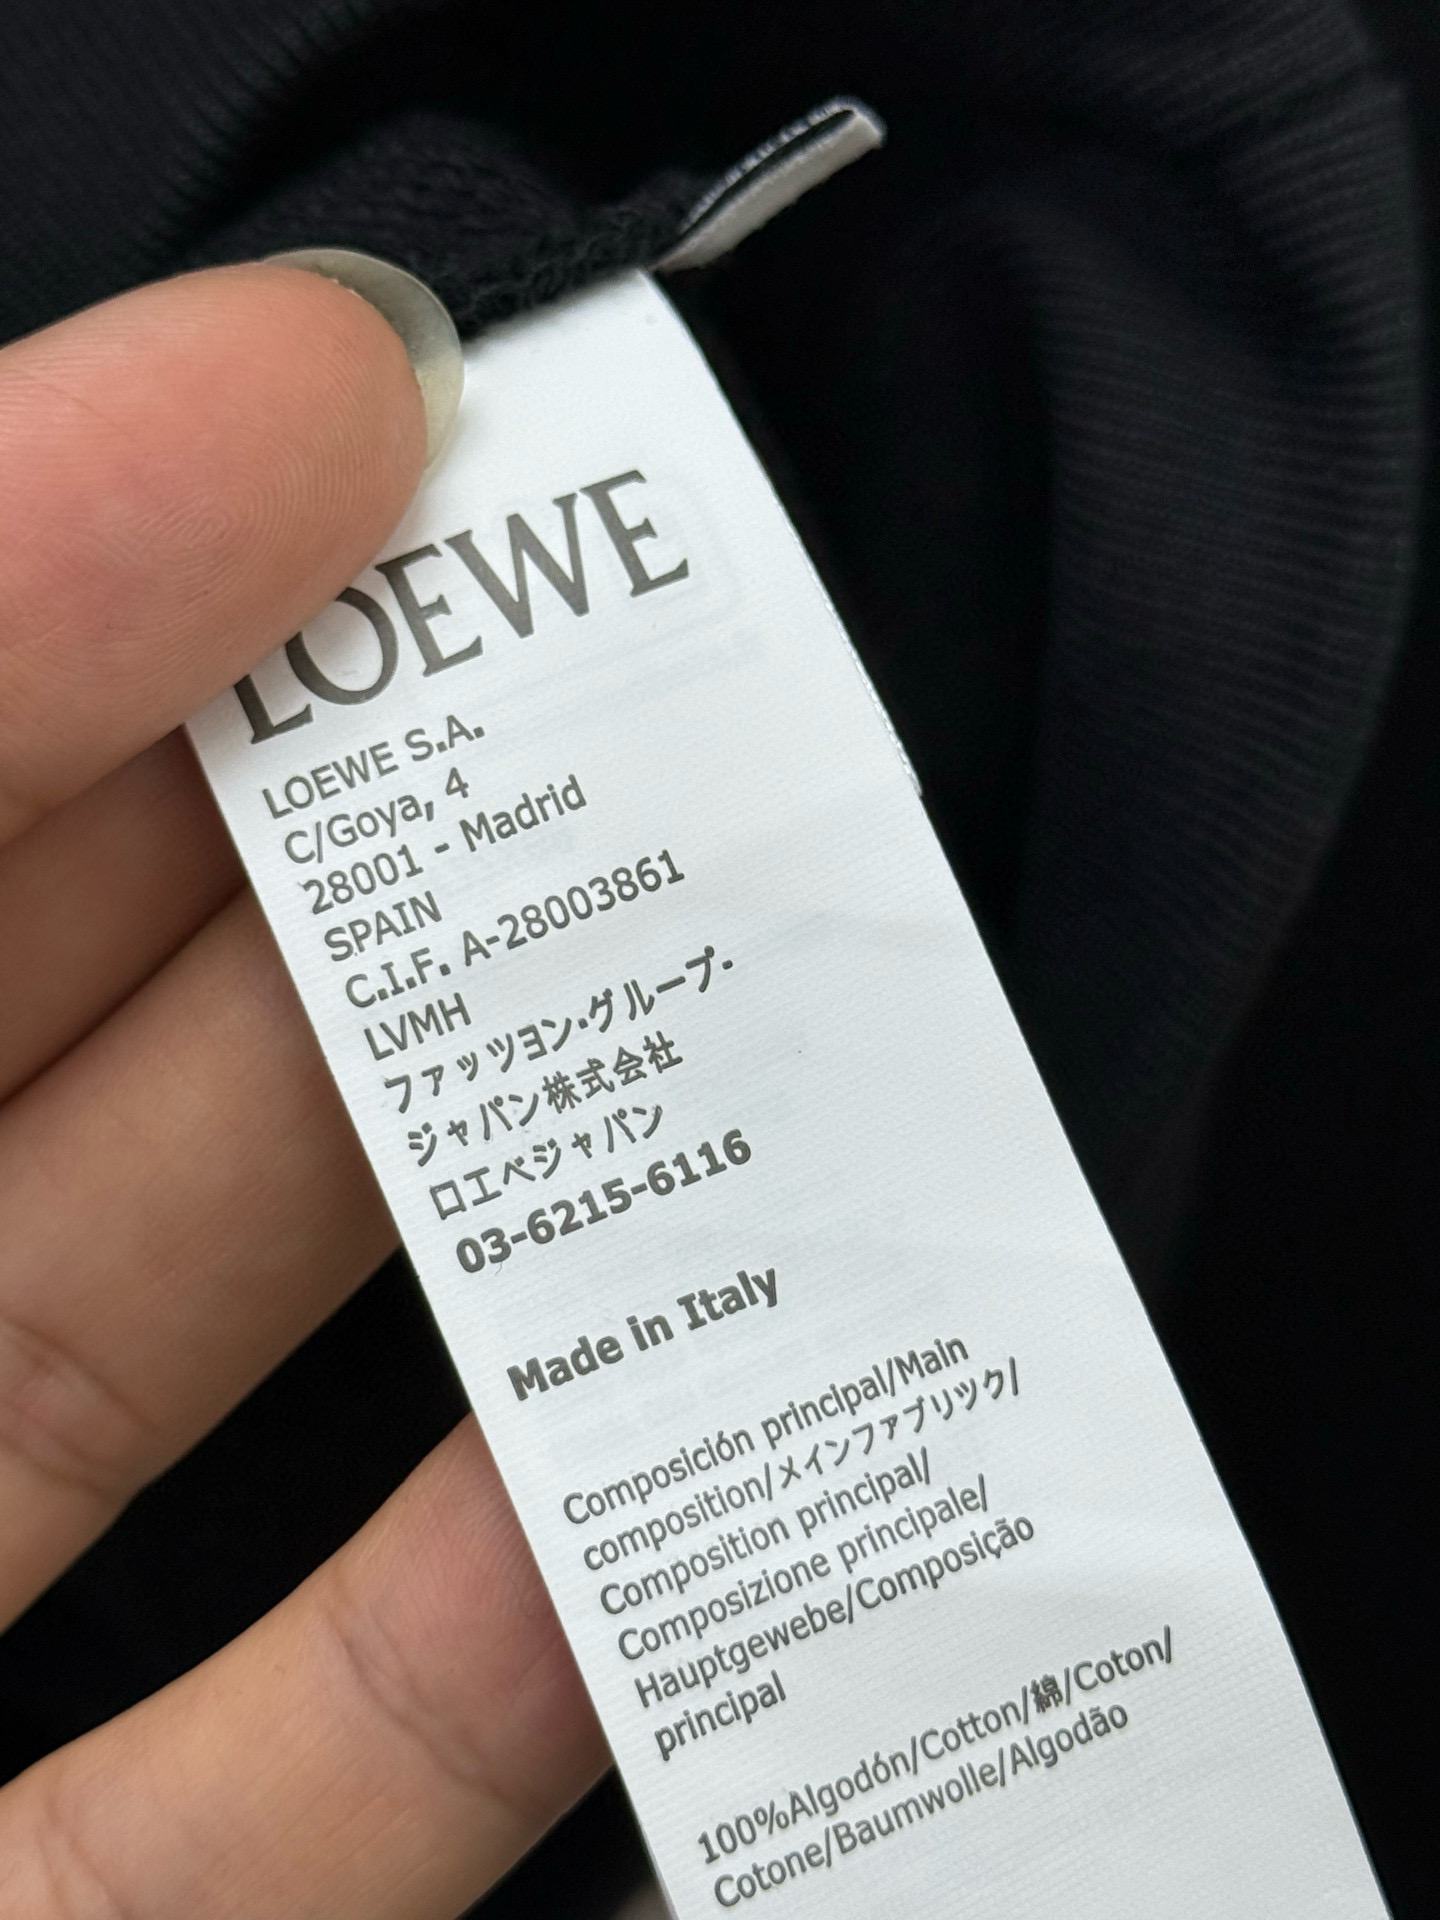 LOEWE
LOEWE S.A.
C/Goya, 4
28001 - Madrid
SPAIN
C.I.F. A-28003861
LVMH
ファッツヨン・グループ・
ジャパン株式会社
ロエベジャパン
03-6215-6116
Made in Italy
Composición principal/Main
composition/メインファブリック/
Composition principal/
Composizione principale/
Hauptgewebe/Composição
principal
100%Algodón/Cotton/綿/Coton/
Cotone/Baumwolle/Algodão